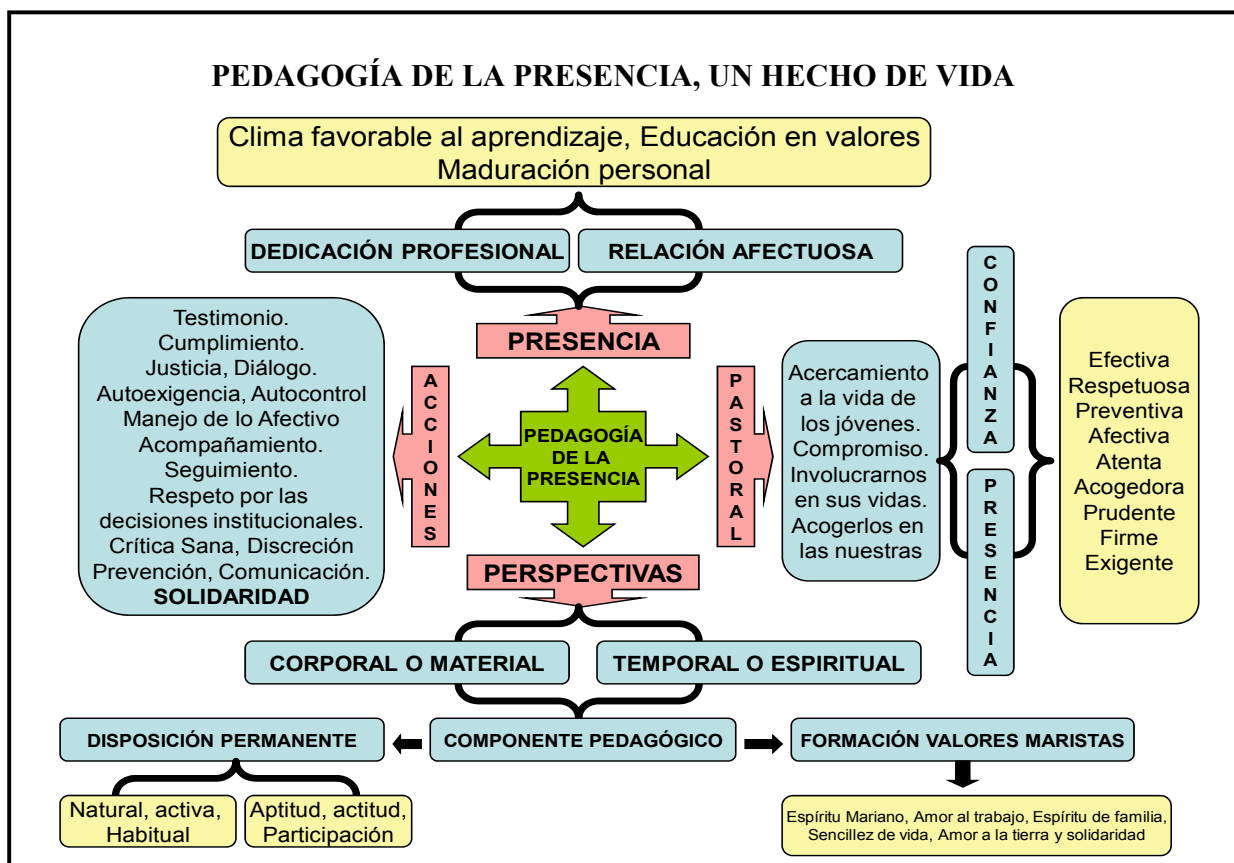 PEDAGOGÍA DE LA PRESENCIA, UN HECHO DE VIDA
Clima favorable al aprendizaje, Educación en valores
Maduración personal
DEDICACIÓN PROFESIONAL
RELACIÓN AFECTUOSA
PRESENCIA
Testimonio.
Cumplimiento.
Justicia, Diálogo.
Autoexigencia, Autocontrol
Manejo de lo Afectivo
Acompañamiento.
Seguimiento.
Respeto por las
decisiones institucionales.
Crítica Sana, Discreción
Prevención, Comunicación.
SOLIDARIDAD
ACCIONES
PEDAGOGÍA
DE LA
PRESENCIA
PASTORAL
Acercamiento
a la vida de
los jóvenes.
Compromiso.
Involucrarnos
en sus vidas.
Acogerlos en
las nuestras
CONFIANZA
PRESENCIA
Efectiva
Respetuosa
Preventiva
Afectiva
Atenta
Acogedora
Prudente
Firme
Exigente
PERSPECTIVAS
CORPORAL O MATERIAL
TEMPORAL O ESPIRITUAL
DISPOSICIÓN PERMANENTE
COMPONENTE PEDAGÓGICO
FORMACIÓN VALORES MARISTAS
Natural, activa,
Habitual
Aptitud, actitud,
Participación
Espíritu Mariano, Amor al trabajo, Espíritu de familia,
Sencillez de vida, Amor a la tierra y solidaridad